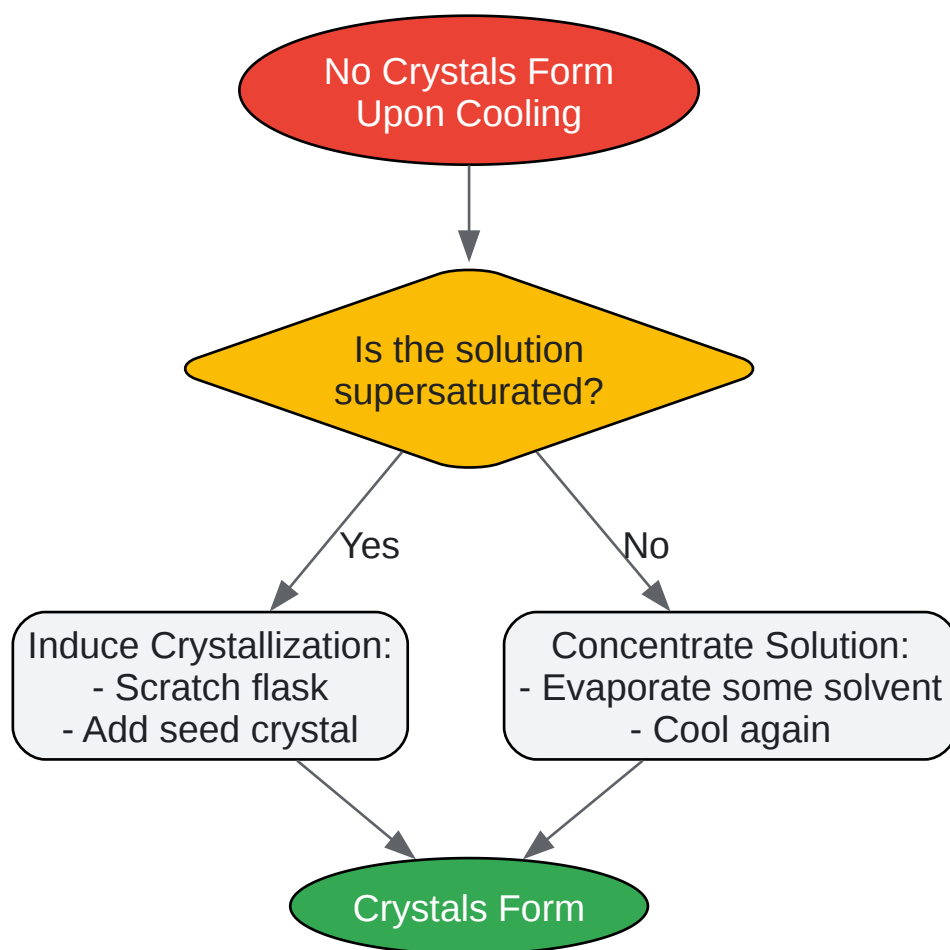 No Crystals Form
Upon Cooling
Is the solution
supersaturated?
Yes
No
Induce Crystallization:
- Scratch flask
- Add seed crystal
Concentrate Solution:
- Evaporate some solvent
- Cool again
Crystals Form